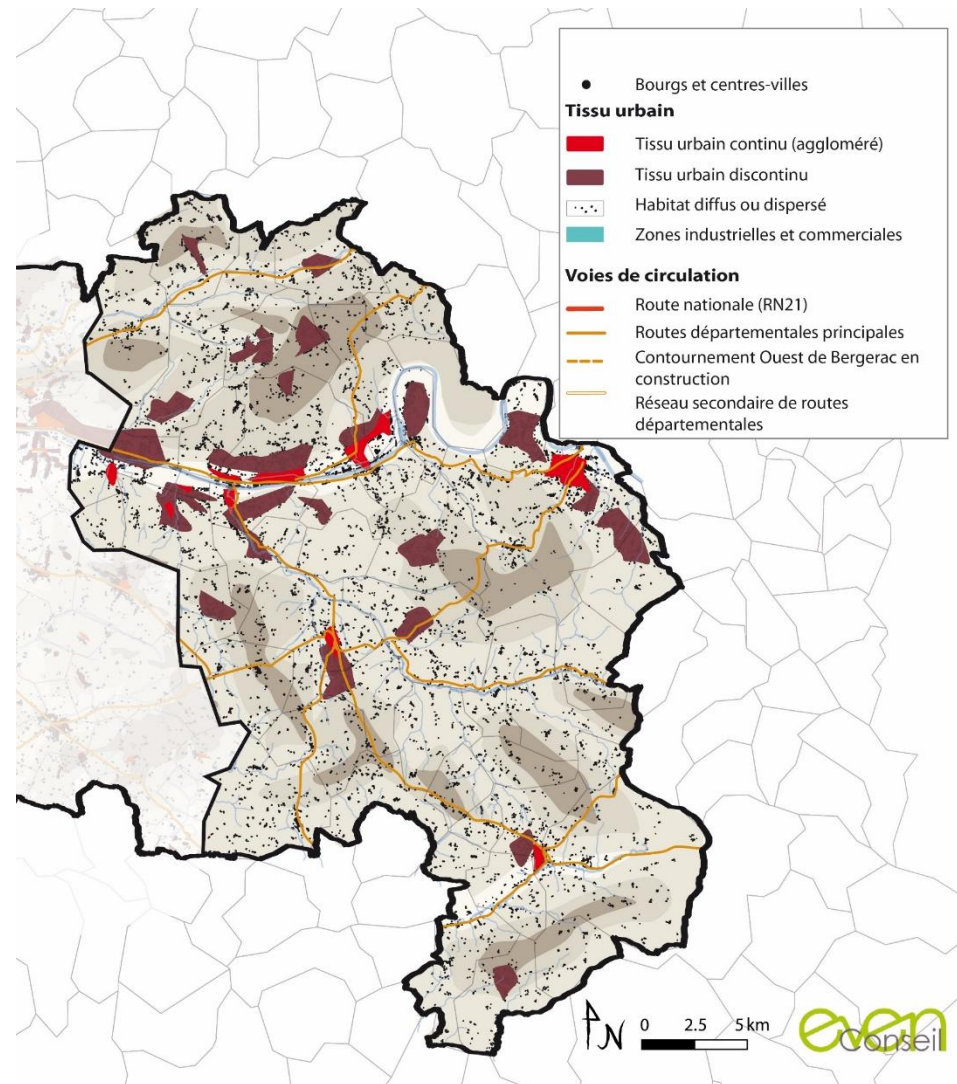 Bourgs et centres-villes
Tissu urbain
Tissu urbain continu (aggloméré)
Tissu urbain discontinu
Habitat diffus ou dispersé
Zones industrielles et commerciales
Voies de circulation
Route nationale (RN21)
Routes départementales principales
Contournement Ouest de Bergerac en
construction
Réseau secondaire de routes
départementales
N
0 2.5 5 km
even
Conseil